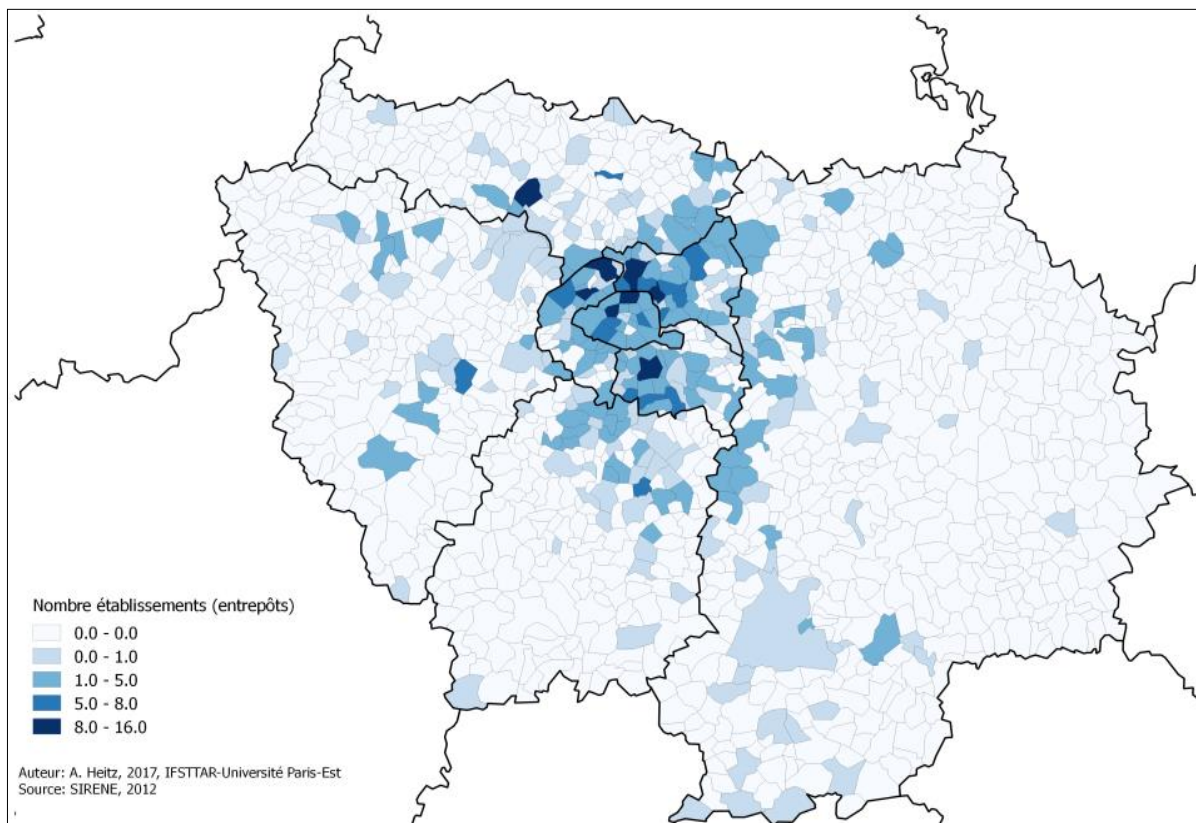 Nombre établissements (entrepôts)
0.0 - 0.0
0.0 - 1.0
1.0 - 5.0
5.0 - 8.0
8.0 - 16.0
Auteur: A. Heitz, 2017, IFSTTAR-Université Paris-Est
Source: SIRENE, 2012